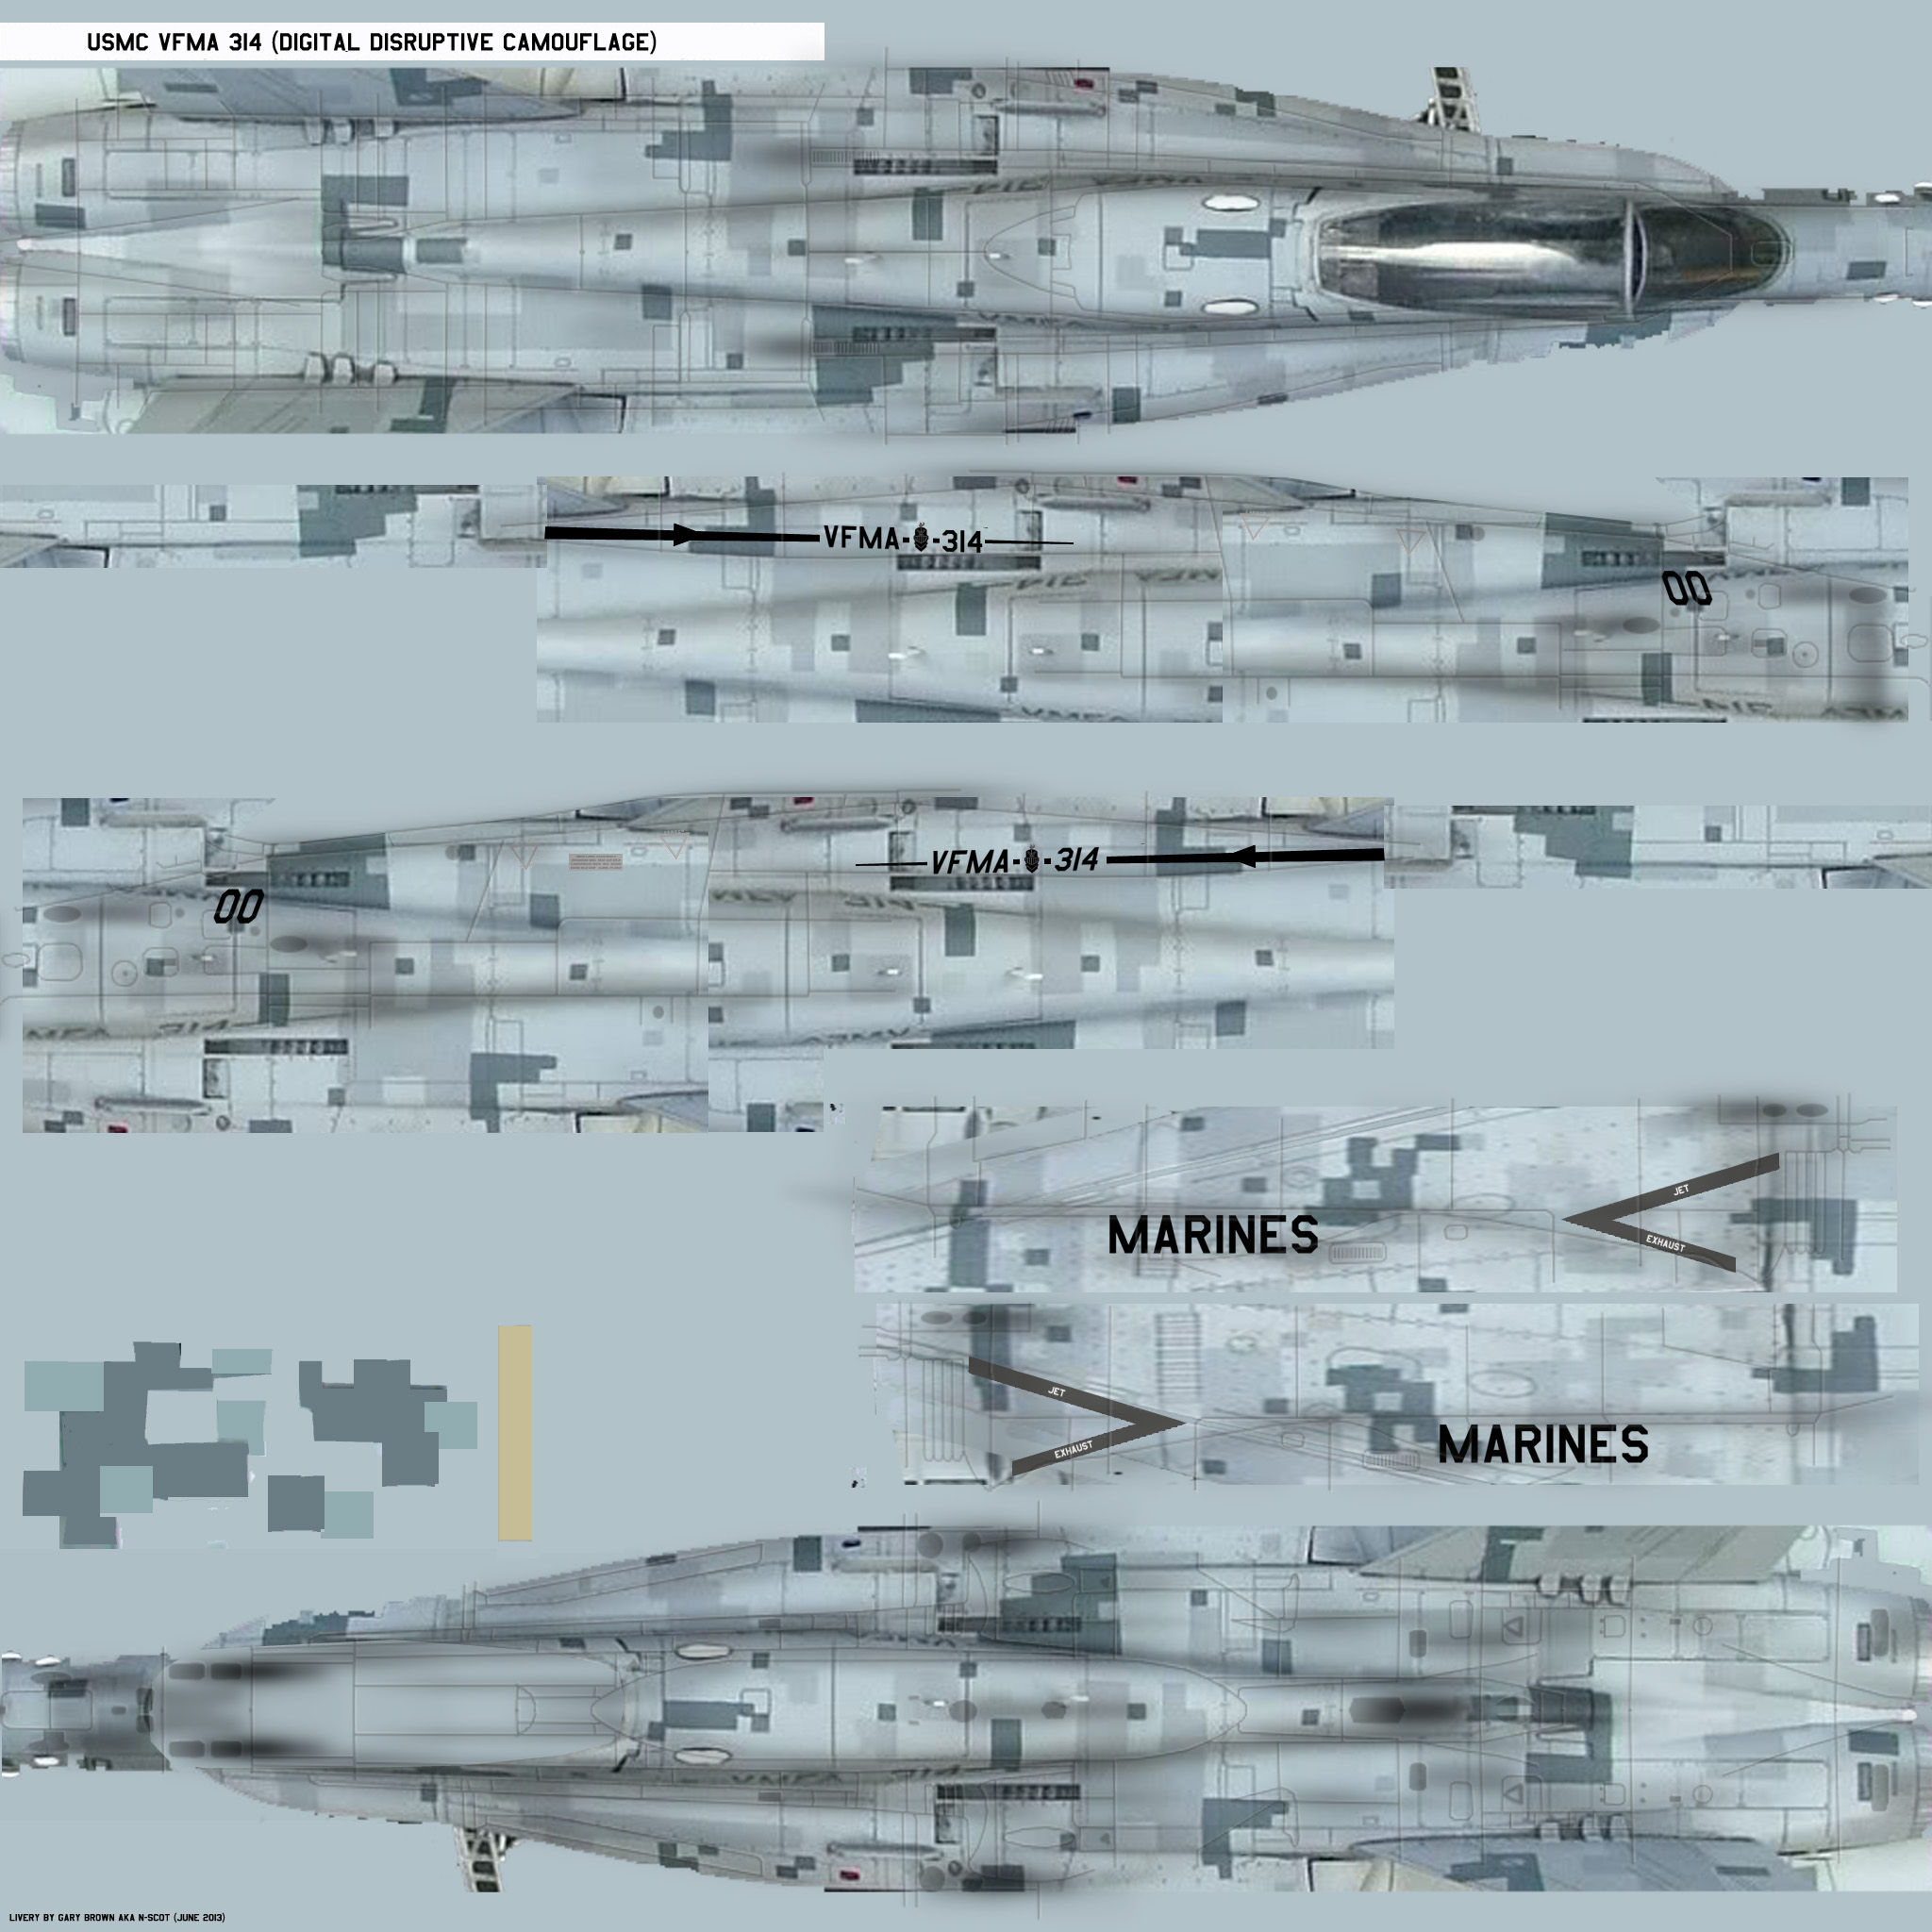 USMC VFMA 314 (DIGITAL DISRUPTIVE CAMOUFLAGE)
VFMA-314
00
00
VFMA-314
MARINES
JET
EXHAUST
JET
EXHAUST
MARINES
LIVERY BY GARY BROWN AKA N-SCOT (JUNE 2013)